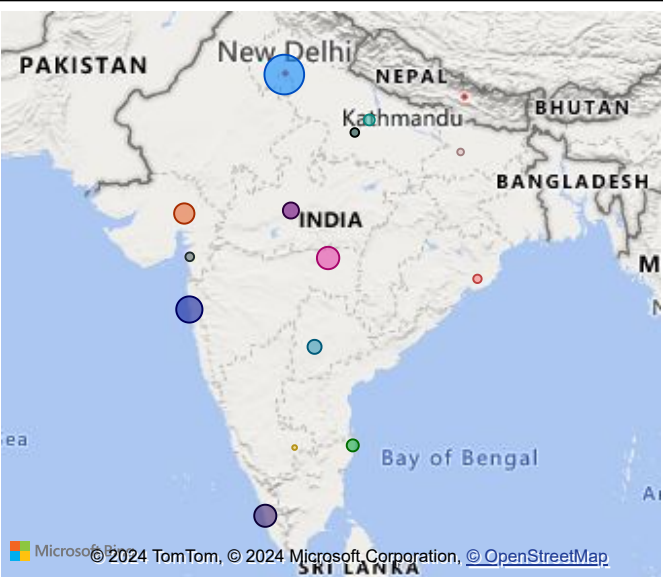 New Delhi
PAKISTAN
NEPAL
BHUTAN
Kathmandu
BANGLADESH
INDIA
M
ea
Bay of Bengal
A
Microsoft Bing
© 2024 TomTom, © 2024 Microsoft Corporation, © OpenStreetMap
SRI LANKA